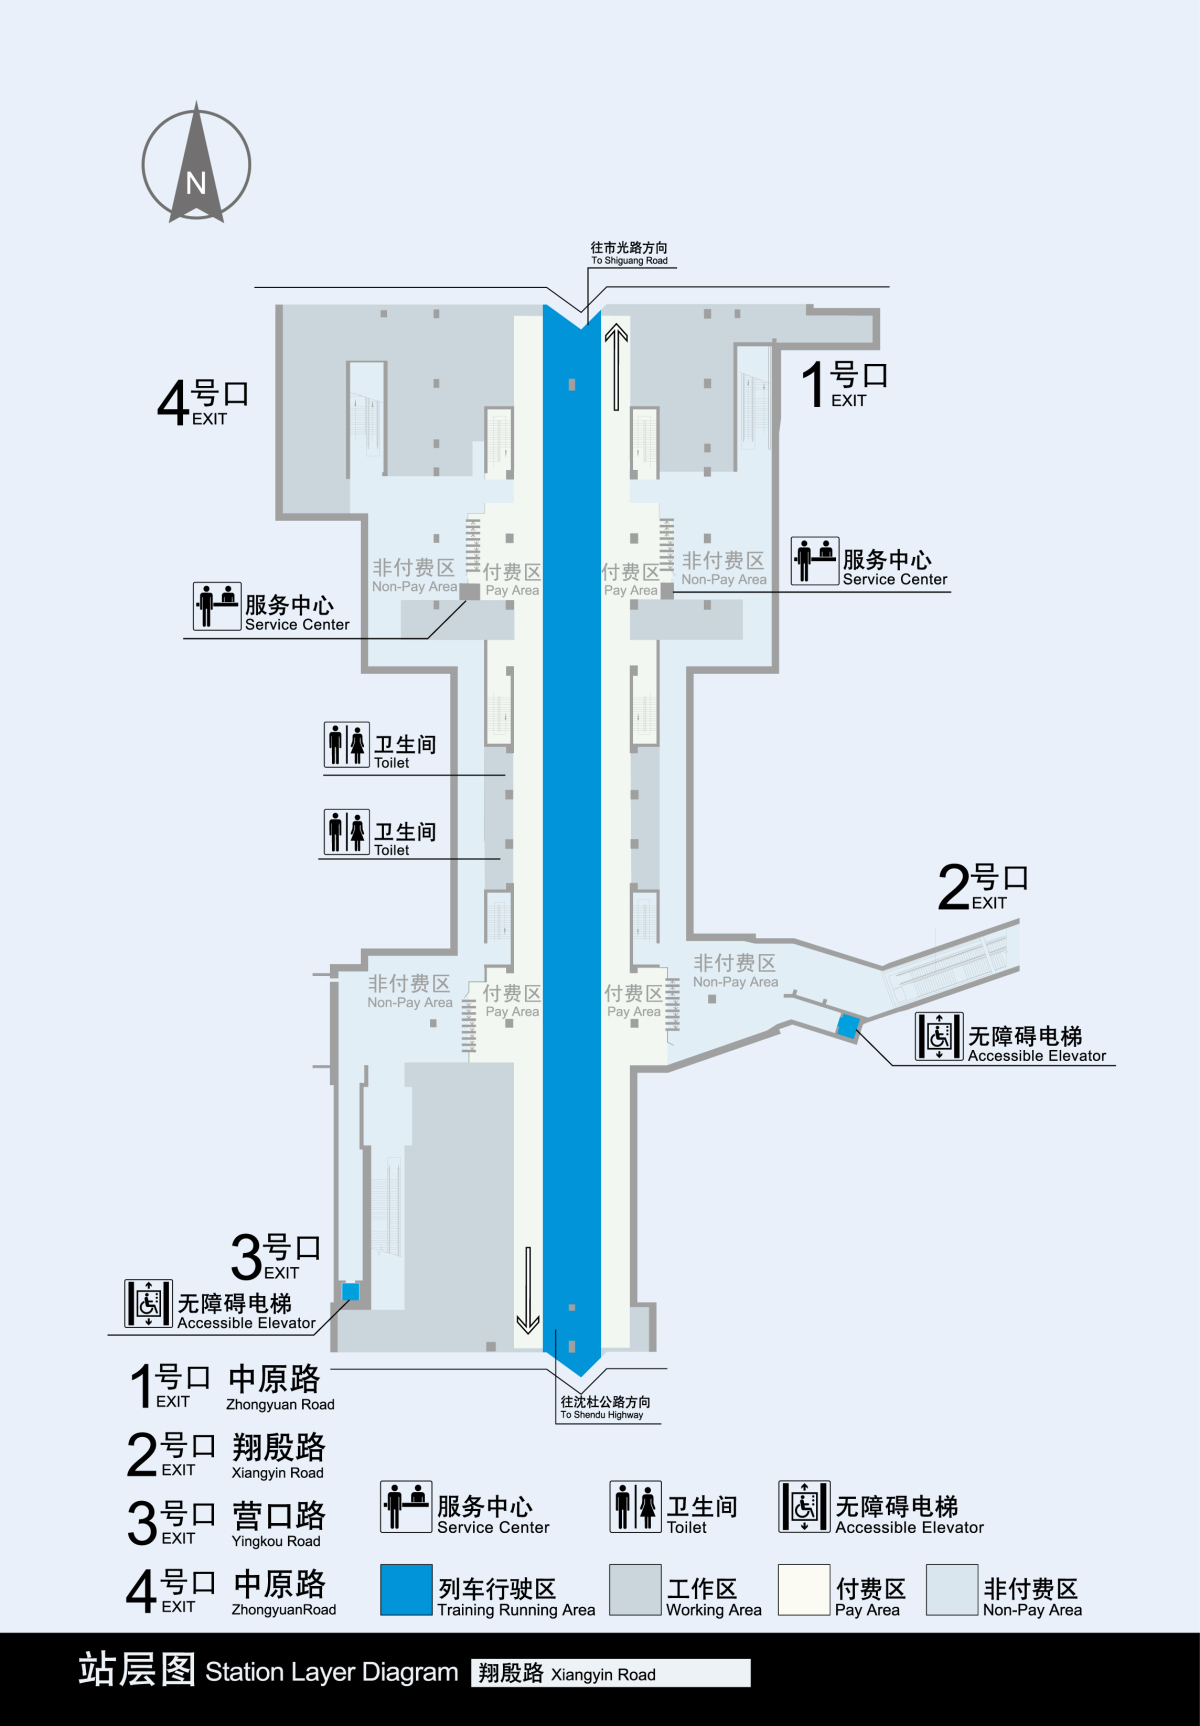 N
往市光路方向
To Shiguang Road
4号口
EXIT
1号口
EXIT
非付费区
Non-Pay Area
付费区
Pay Area
付费区
Pay Area
非付费区
Non-Pay Area
服务中心
Service Center
服务中心
Service Center
卫生间
Toilet
卫生间
Toilet
2号口
EXIT
非付费区
Non-Pay Area
付费区
Pay Area
付费区
Pay Area
非付费区
Non-Pay Area
无障碍电梯
Accessible Elevator
3号口
EXIT
无障碍电梯
Accessible Elevator
往沈杜公路方向
To Shendu Highway
1号口 中原路
EXIT Zhongyuan Road
2号口 翔殷路
EXIT Xiangyin Road
3号口 营口路
EXIT Yingkou Road
4号口 中原路
EXIT ZhongyuanRoad
服务中心
Service Center
卫生间
Toilet
无障碍电梯
Accessible Elevator
列车行驶区
Training Running Area
工作区
Working Area
付费区
Pay Area
非付费区
Non-Pay Area
站层图 Station Layer Diagram 翔殷路 Xiangyin Road